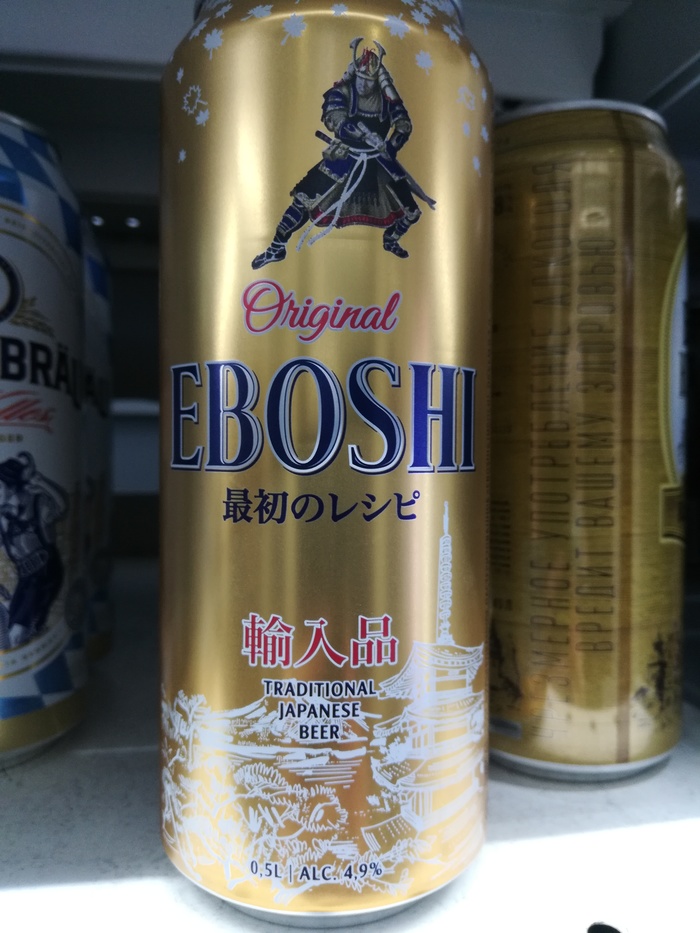 Original
EBOSHI
最初のレシピ
輸入品
TRADITIONAL
JAPANESE
BEER
0,5L | ALC. 4,9%
BRÄU
ЧРЕЗМЕРНОЕ УПОТРЕБЛЕНИЕ АЛКОГОЛЯ
ВРЕДИТ ВАШЕМУ ЗДОРОВЬЮ